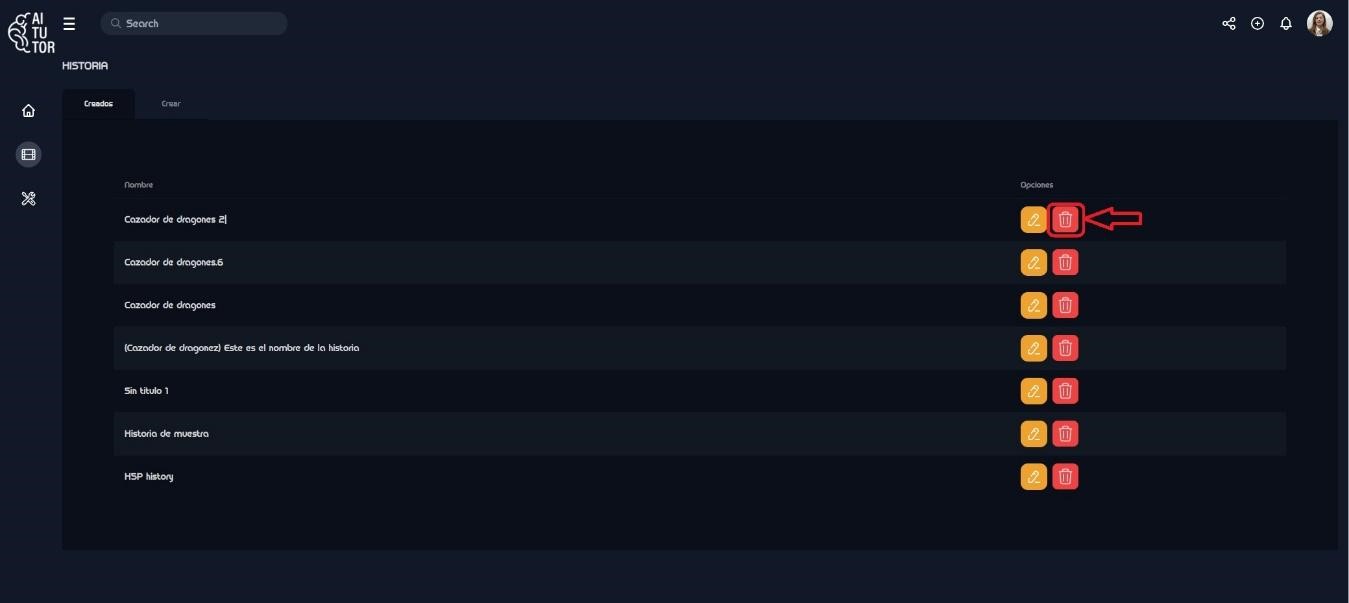 AI
TU
TOR
Search
HISTORIA
Creados Crear
Nombre Opciones
Cazador de dragones 2|
Cazador de dragones.6
Cazador de dragones
(Cazador de dragonez) Este es el nombre de la historia
Sin titulo 1
Historia de muestra
H5P history